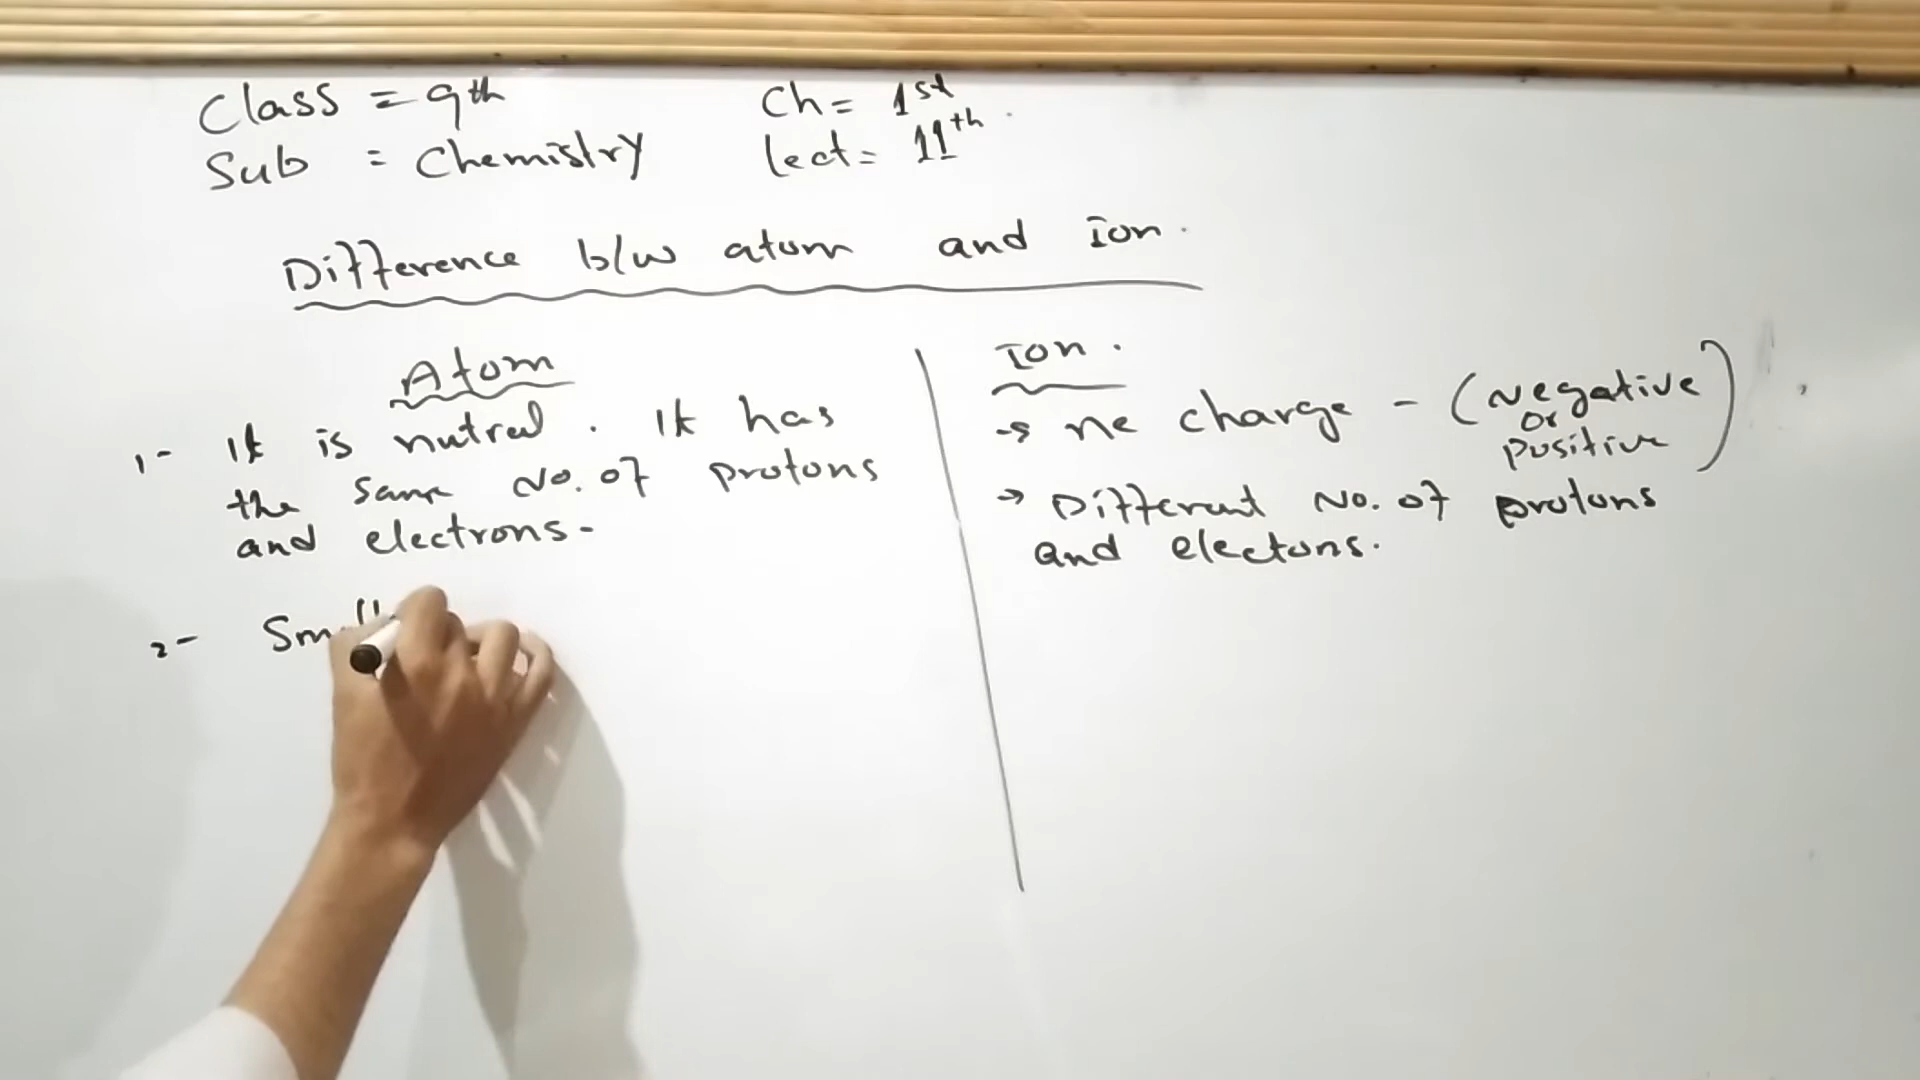 Class = 9th
Sub = Chemistry
Ch = 1st
lect = 11th
Difference b/w atom and Ion.
Atom
1- It is nutral. It has
the same No. of protons
and electrons-
2- Small
Ion.
→ ne charge - (negative
or
positive)
→ Different No. of protons
and electons.